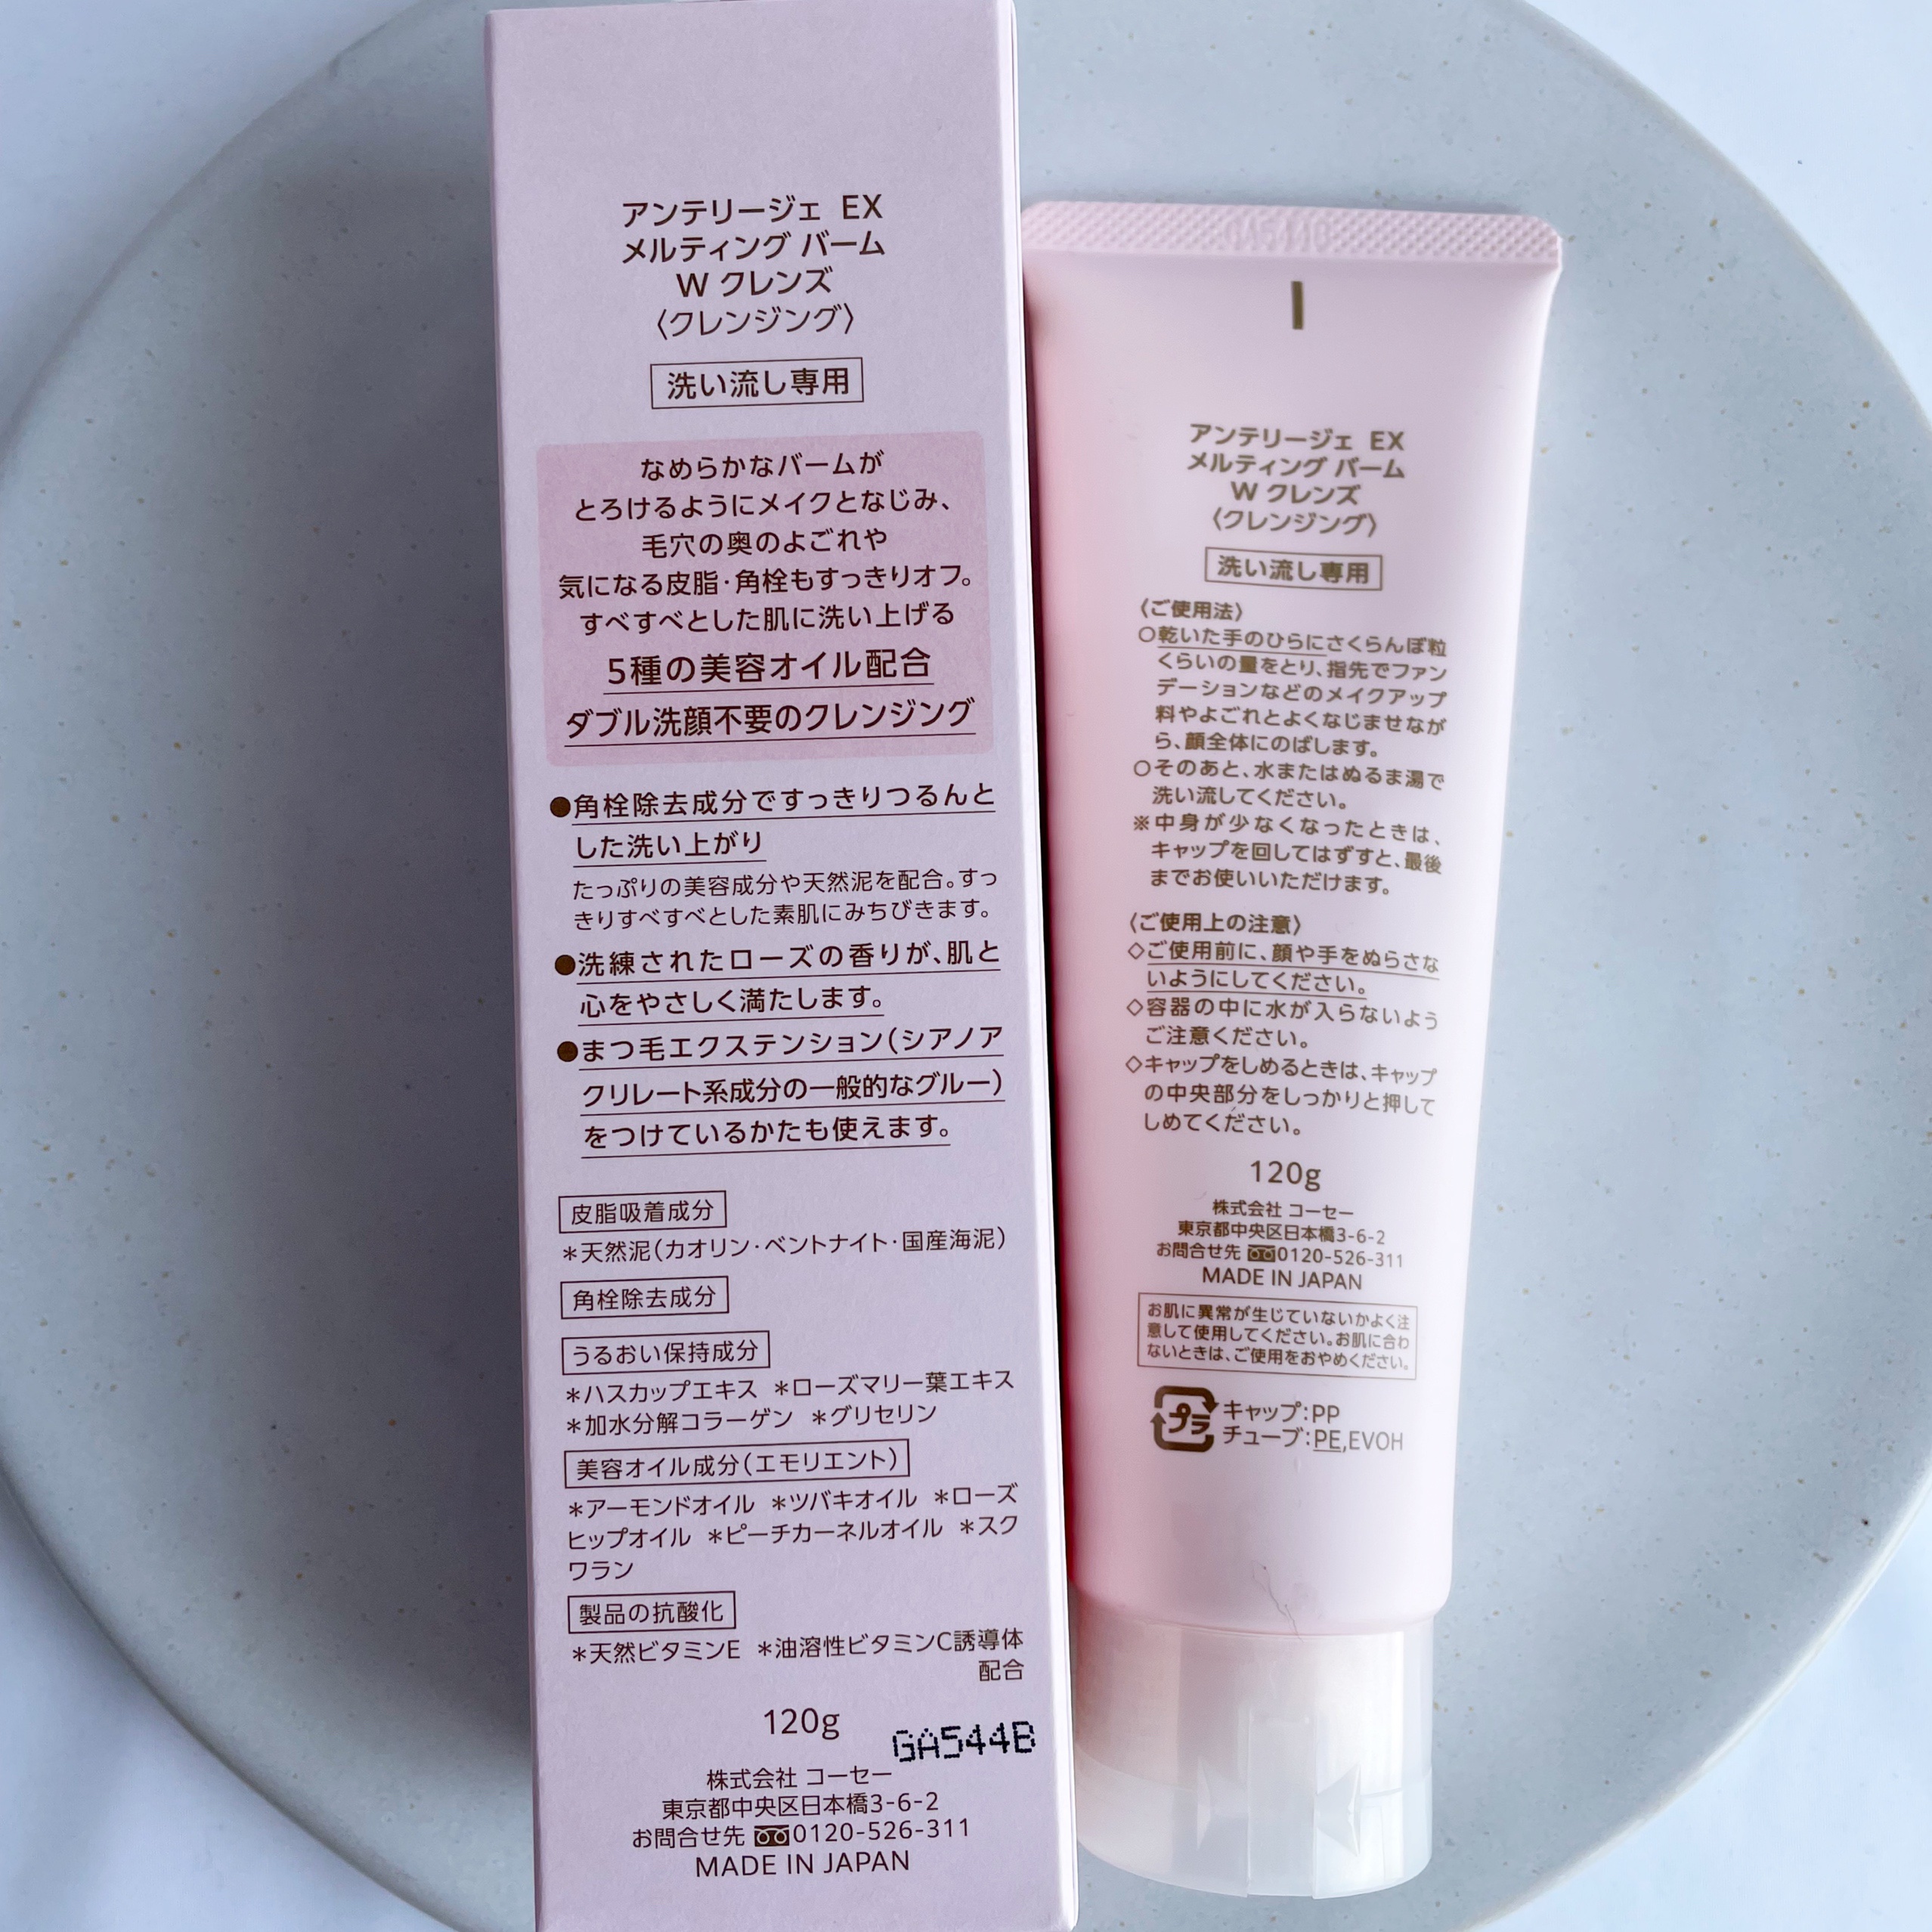 アンテリージェ EX
メルティング バーム
W クレンズ
〈クレンジング〉
洗い流し専用
なめらかなバームが
とろけるようにメイクとなじみ、
毛穴の奥のよごれや
気になる皮脂・角栓もすっきりオフ。
すべすべとした肌に洗い上げる
5種の美容オイル配合
ダブル洗顔不要のクレンジング
●角栓除去成分ですっきりつるんと
した洗い上がり
たっぷりの美容成分や天然泥を配合。すっ
きりすべすべとした素肌にみちびきます。
●洗練されたローズの香りが、肌と
心をやさしく満たします。
●まつ毛エクステンション(シアノア
クリレート系成分の一般的なグルー)
をつけているかたも使えます。
皮脂吸着成分
＊天然泥(カオリン・ベントナイト・国産海泥)
角栓除去成分
うるおい保持成分
＊ハスカップエキス ＊ローズマリー葉エキス
＊加水分解コラーゲン ＊グリセリン
美容オイル成分(エモリエント)
＊アーモンドオイル ＊ツバキオイル ＊ローズ
ヒップオイル ＊ピーチカーネルオイル ＊スク
ワラン
製品の抗酸化
＊天然ビタミンE ＊油溶性ビタミンC誘導体
配合
120g
GA544B
株式会社 コーセー
東京都中央区日本橋3-6-2
お問合せ先 0120-526-311
MADE IN JAPAN
アンテリージェ EX
メルティング バーム
W クレンズ
〈クレンジング〉
洗い流し専用
〈ご使用法〉
○乾いた手のひらにさくらんぼ粒
くらいの量をとり、指先でファン
デーションなどのメイクアップ
料やよごれとよくなじませなが
ら、顔全体にのばします。
○そのあと、水またはぬるま湯で
洗い流してください。
※中身が少なくなったときは、
キャップを回してはずすと、最後
までお使いいただけます。
〈ご使用上の注意〉
◇ご使用前に、顔や手をぬらさな
いようにしてください。
◇容器の中に水が入らないよう
ご注意ください。
◇キャップをしめるときは、キャップ
の中央部分をしっかりと押して
しめてください。
120g
株式会社 コーセー
東京都中央区日本橋3-6-2
お問合せ先 0120-526-311
MADE IN JAPAN
お肌に異常が生じていないかよく注
意して使用してください。お肌に合わ
ないときは、ご使用をおやめください。
プラ
キャップ:PP
チューブ:PE,EVOH